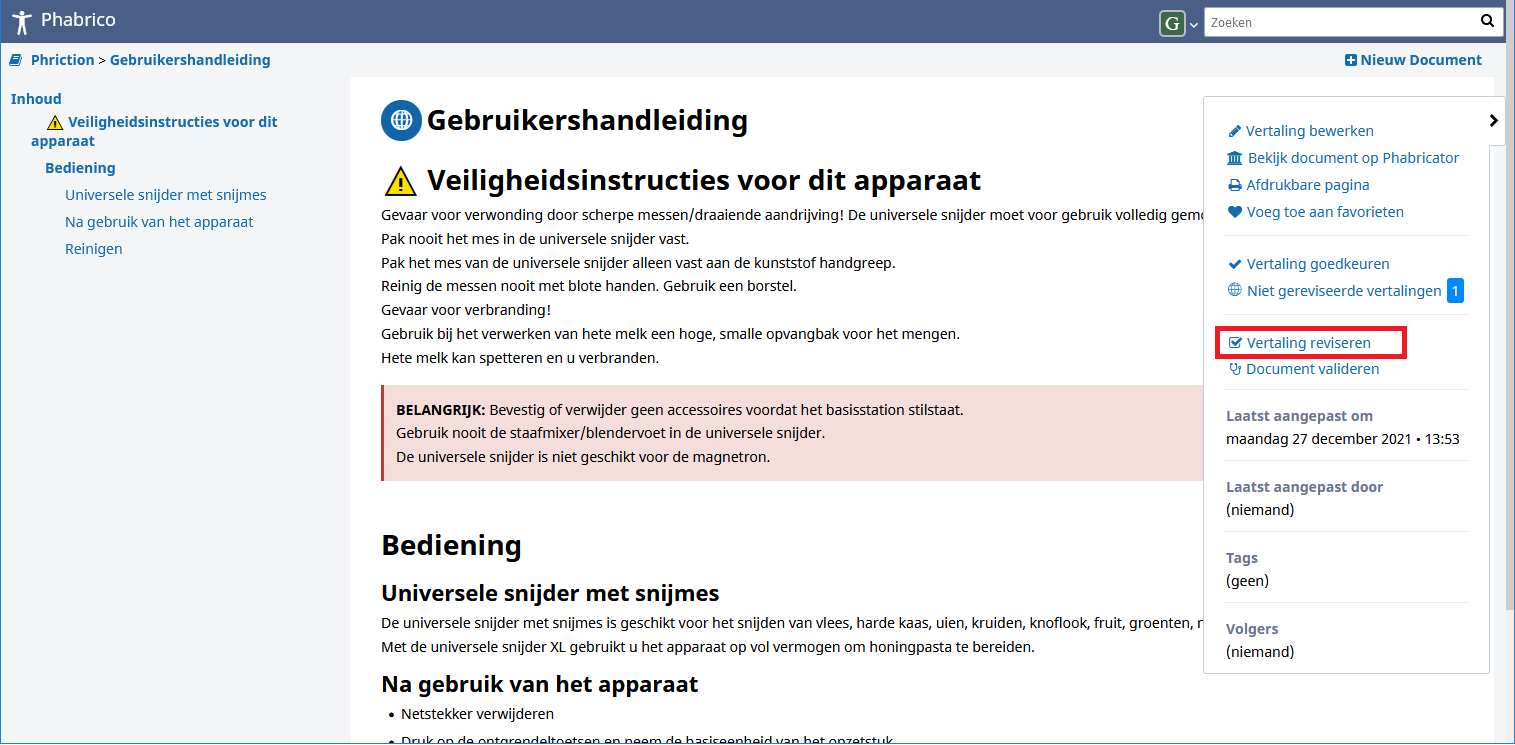 Phabrico
G
Zoeken
Phriction > Gebruikershandleiding
Nieuw Document
Inhoud
Veiligheidsinstructies voor dit
apparaat
Bediening
Universele snijder met snijmes
Na gebruik van het apparaat
Reinigen
Gebruikershandleiding
Veiligheidsinstructies voor dit apparaat
Gevaar voor verwonding door scherpe messen/draaiende aandrijving! De universele snijder moet voor gebruik volledig
Pak nooit het mes in de universele snijder vast.
Pak het mes van de universele snijder alleen vast aan de kunststof handgreep.
Reinig de messen nooit met blote handen. Gebruik een borstel.
Gevaar voor verbranding!
Gebruik bij het verwerken van hete melk een hoge, smalle opvangbak voor het mengen.
Hete melk kan spetteren en u verbranden.
BELANGRIJK: Bevestig of verwijder geen accessoires voordat het basisstation stilstaat.
Gebruik nooit de staafmixer/blendervoet in de universele snijder.
De universele snijder is niet geschikt voor de magnetron.
Bediening
Universele snijder met snijmes
De universele snijder met snijmes is geschikt voor het snijden van vlees, harde kaas, uien, kruiden, knoflook, fruit, groenten,
Met de universele snijder XL gebruikt u het apparaat op vol vermogen om honingpasta te bereiden.
Na gebruik van het apparaat
• Netstekker verwijderen
• Druk op de ontgrendeltoetsen en neem de basiseenheid van het opzetstuk.
Vertaling bewerken
Bekijk document op Phabricator
Afdrukbare pagina
Voeg toe aan favorieten
Vertaling goedkeuren
Niet gereviseerde vertalingen 1
Vertaling reviseren
Document valideren
Laatst aangepast om
maandag 27 december 2021 • 13:53
Laatst aangepast door
(niemand)
Tags
(geen)
Volgers
(niemand)